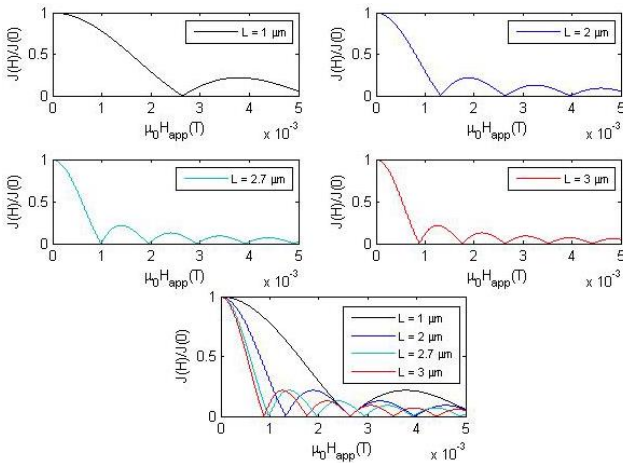 J(H)/J(0)
1
0.5
0
L = 1 µm
0 1 2 3 4 5
µ₀Happ(T)
x 10⁻³
J(H)/J(0)
1
0.5
0
L = 2 µm
0 1 2 3 4 5
µ₀Happ(T)
x 10⁻³
J(H)/J(0)
1
0.5
0
L = 2.7 µm
0 1 2 3 4 5
µ₀Happ(T)
x 10⁻³
J(H)/J(0)
1
0.5
0
L = 3 µm
0 1 2 3 4 5
µ₀Happ(T)
x 10⁻³
J(H)/J(0)
1
0.5
0
L = 1 µm
L = 2 µm
L = 2.7 µm
L = 3 µm
0 1 2 3 4 5
µ₀Happ(T)
x 10⁻³